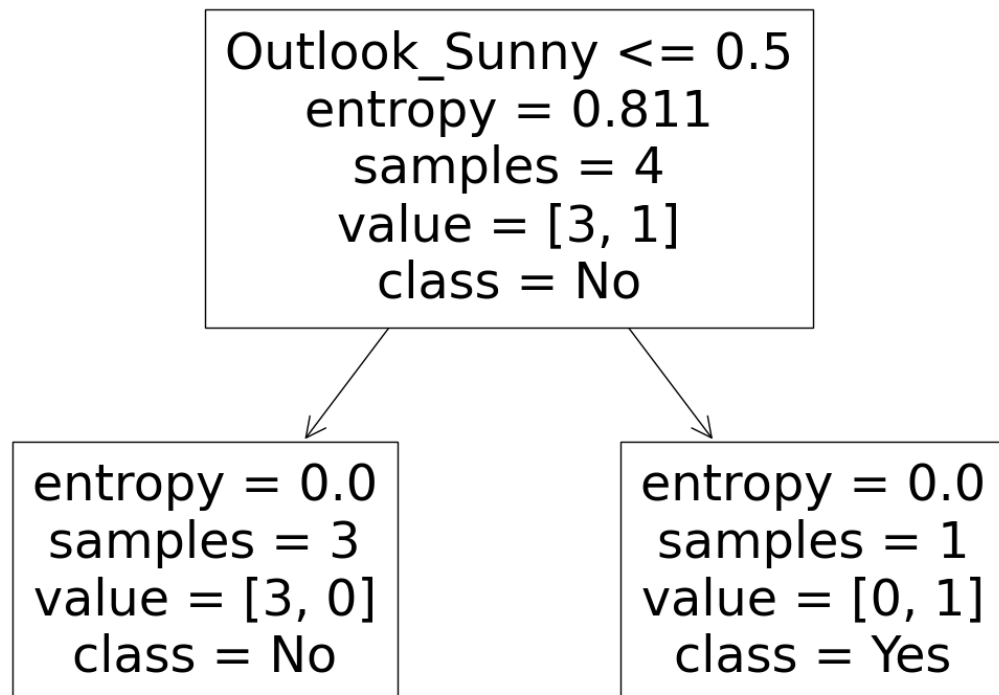 Outlook_Sunny <= 0.5
entropy = 0.811
samples = 4
value = [3, 1]
class = No
entropy = 0.0
samples = 3
value = [3, 0]
class = No
entropy = 0.0
samples = 1
value = [0, 1]
class = Yes